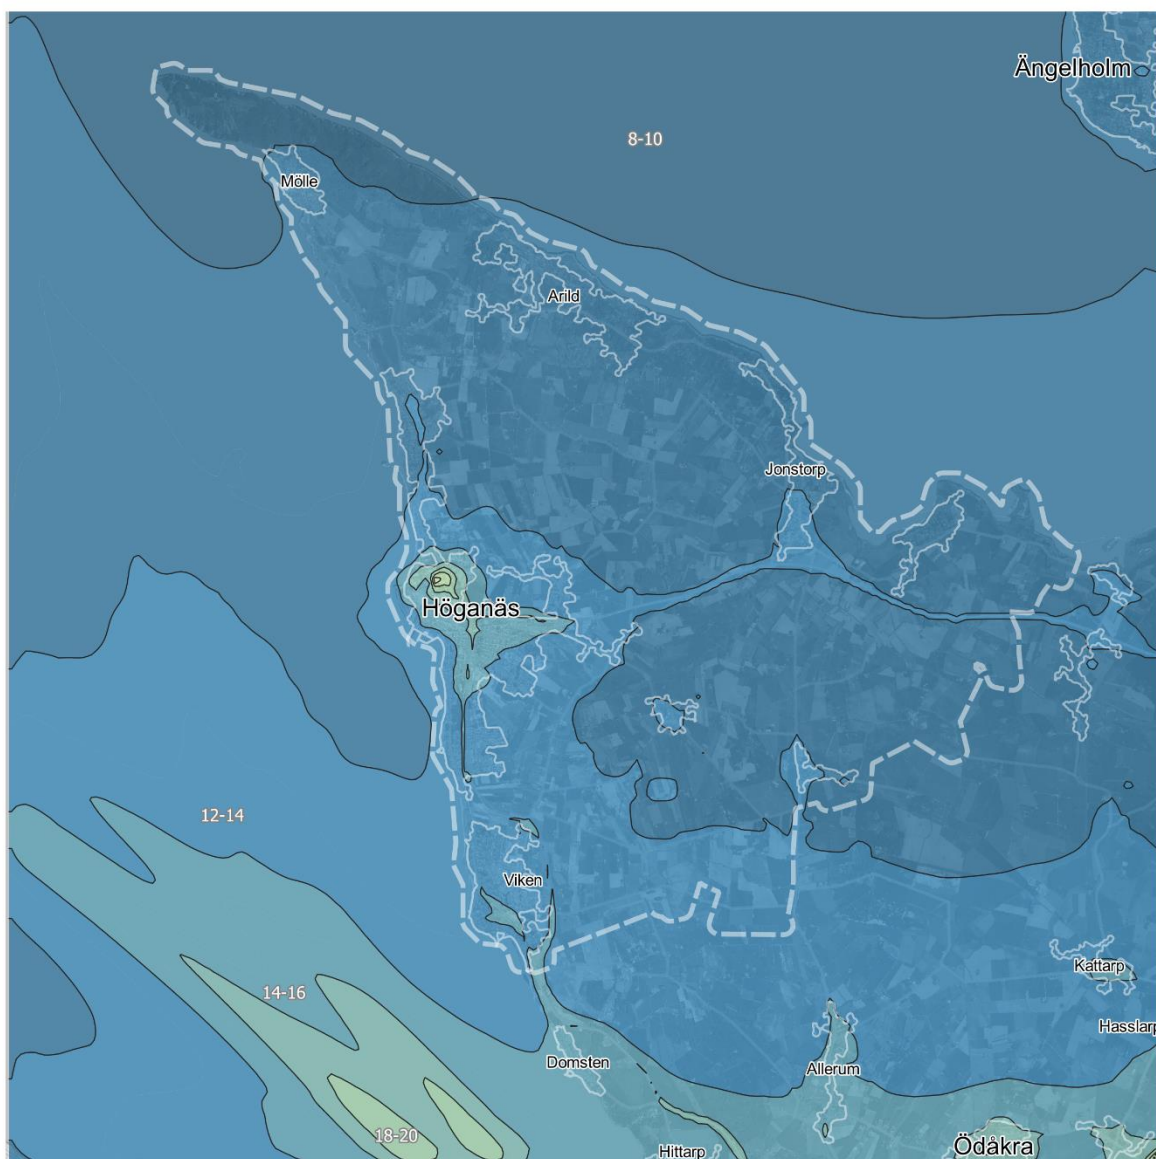 Ängelholm
8-10
Mölle
Arild
Jonstorp
Höganäs
12-14
Viken
Kattarp
14-16
Hasslarp
Domsten
Allerum
18-20
Ödåkra
Hittarp